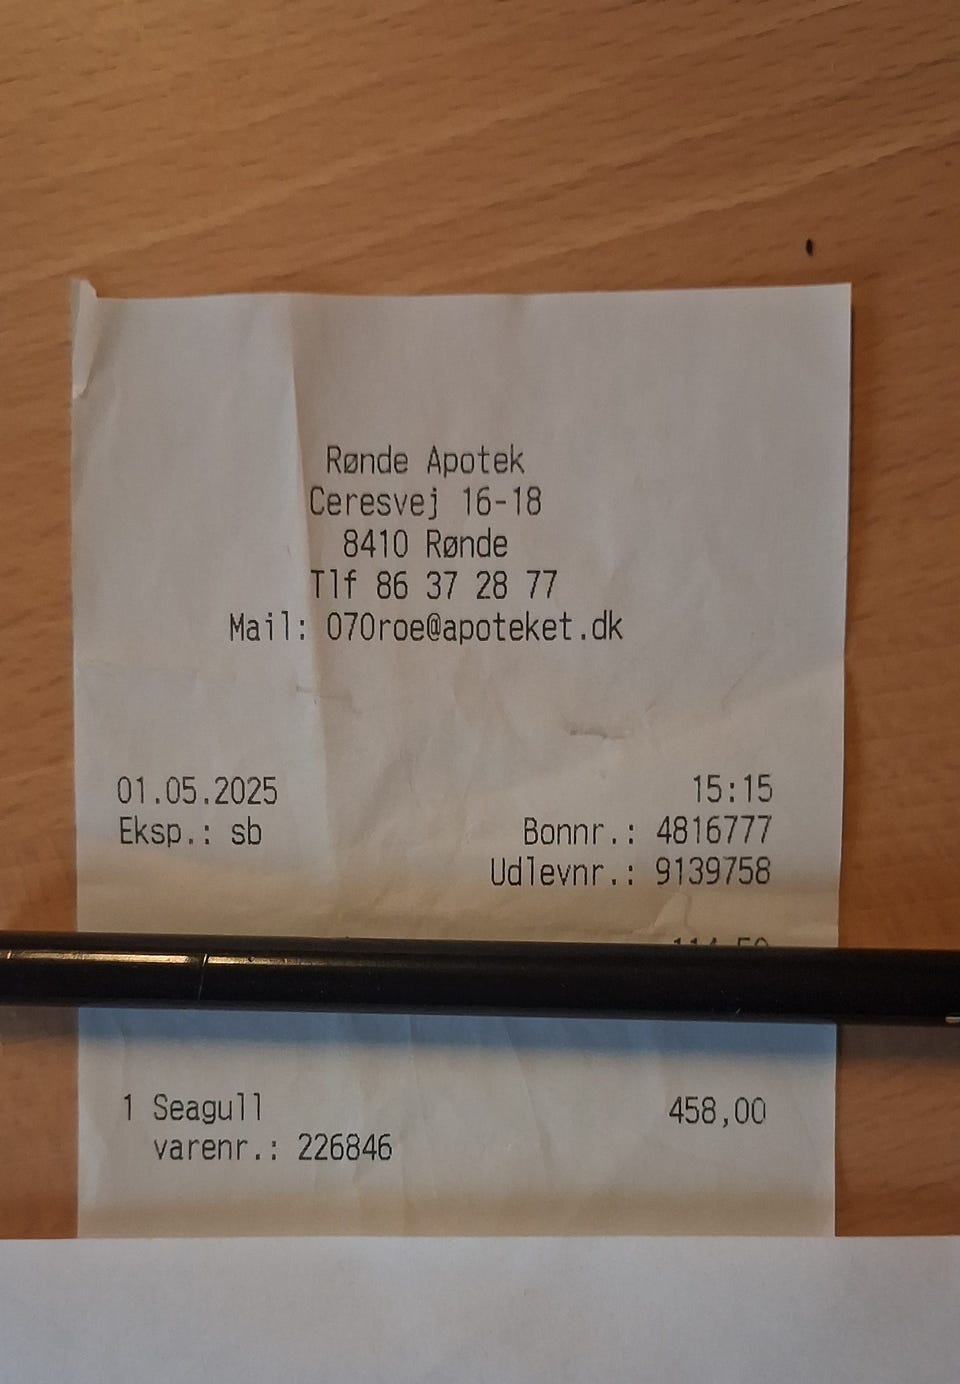 Rønde Apotek
Ceresvej 16-18
8410 Rønde
Tlf 86 37 28 77
Mail: 070roe@apoteket.dk
01.05.2025 15:15
Eksp.: sb Bonnr.: 4816777
Udlevnr.: 9139758
1 Seagull 458,00
varenr.: 226846